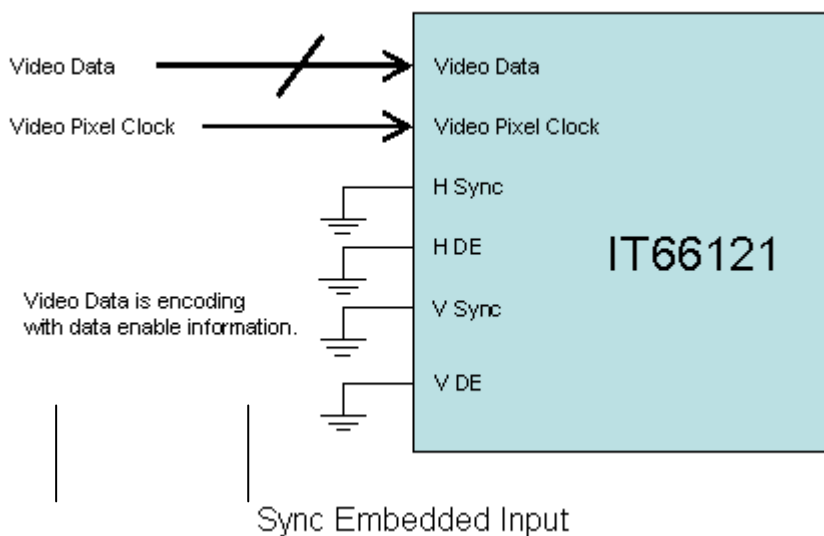 Video Data
Video Data
Video Pixel Clock
Video Pixel Clock
H Sync
H DE
IT66121
Video Data is encoding
with data enable information.
V Sync
V DE
Sync Embedded Input